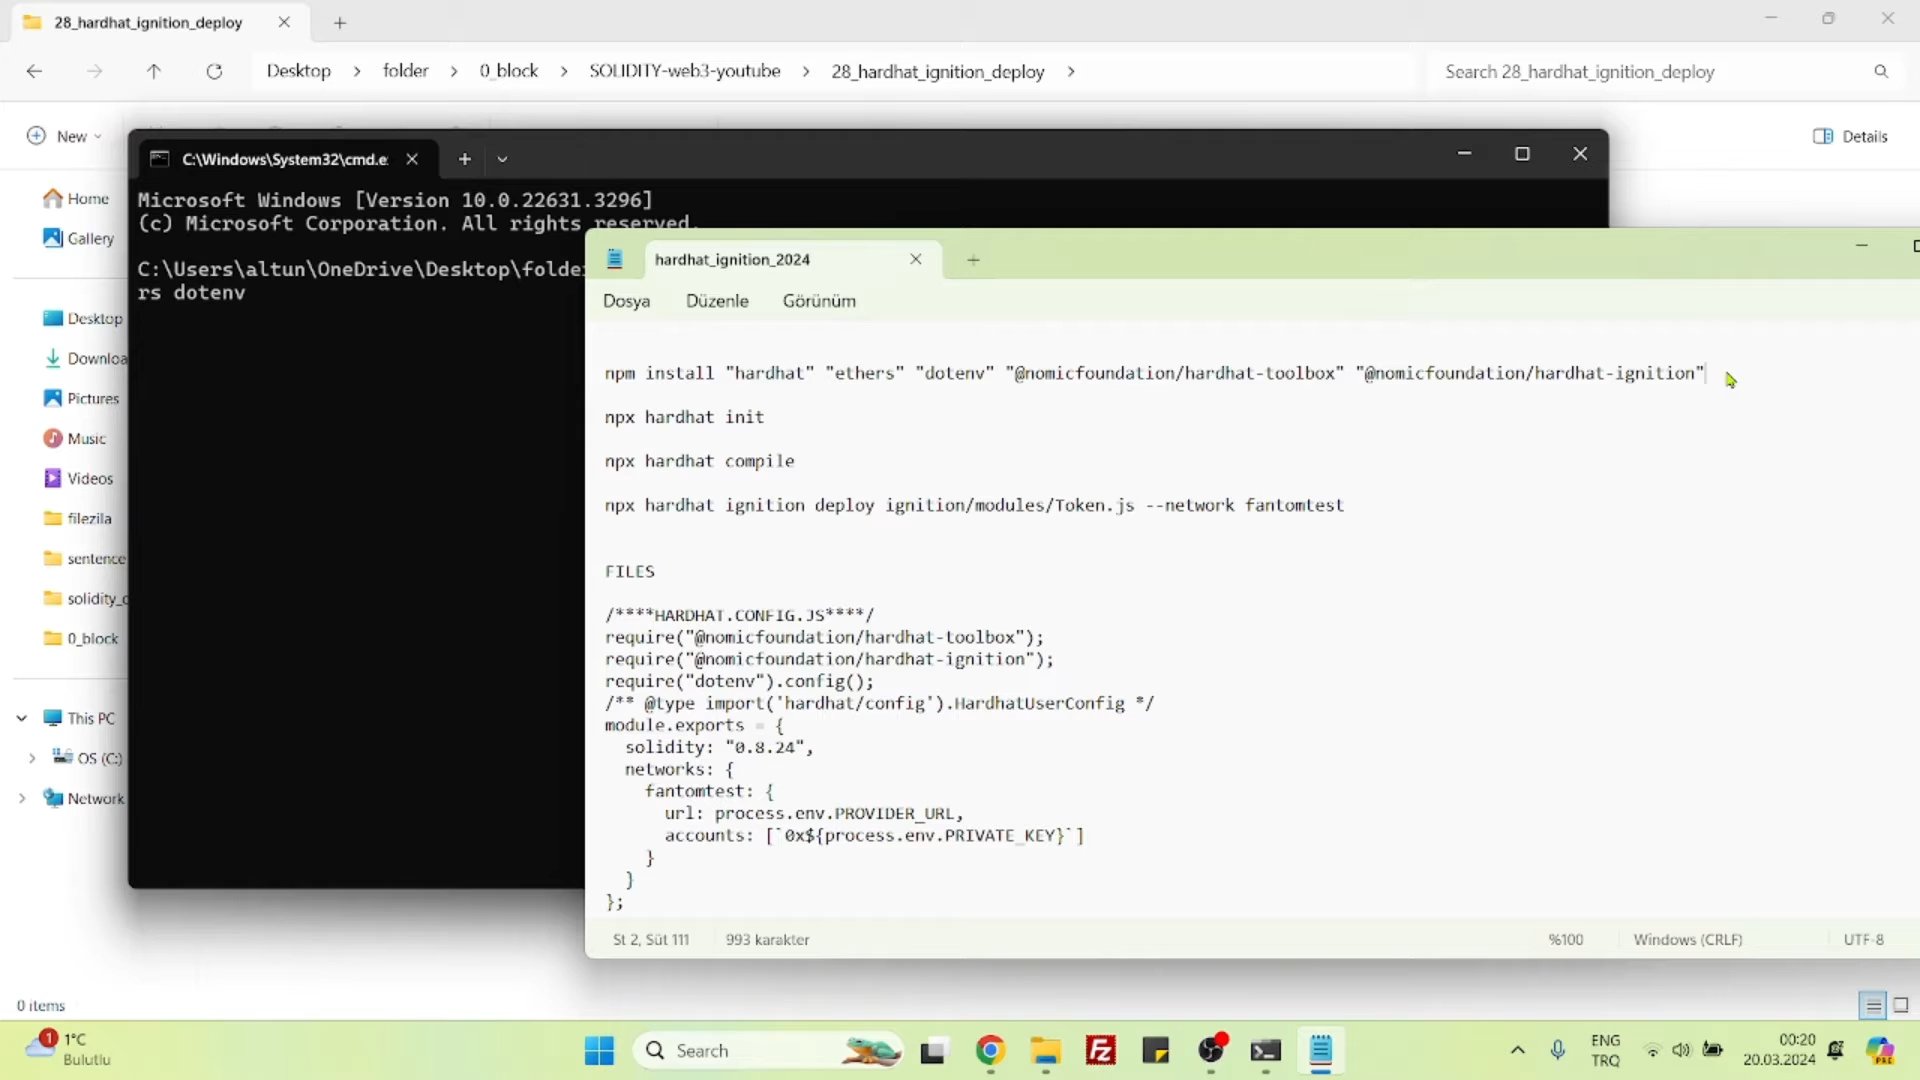 28_hardhat_ignition_deploy
Desktop > folder > 0_block > SOLIDITY-web3-youtube > 28_hardhat_ignition_deploy >
Search 28_hardhat_ignition_deploy
New
Details
Home
Gallery
Desktop
Downloa
Pictures
Music
Videos
filezila
sentence
solidity_c
0_block
This PC
OS (C:)
Network
0 items
C:\Windows\System32\cmd.e
Microsoft Windows [Version 10.0.22631.3296]
(c) Microsoft Corporation. All rights reserved.
C:\Users\altun\OneDrive\Desktop\folde
rs dotenv
hardhat_ignition_2024
Dosya Düzenle Görünüm
npm install "hardhat" "ethers" "dotenv" "@nomicfoundation/hardhat-toolbox" "@nomicfoundation/hardhat-ignition"
npx hardhat init
npx hardhat compile
npx hardhat ignition deploy ignition/modules/Token.js --network fantomtest
FILES
/****HARDHAT.CONFIG.JS****/
require("@nomicfoundation/hardhat-toolbox");
require("@nomicfoundation/hardhat-ignition");
require("dotenv").config();
/** @type import('hardhat/config').HardhatUserConfig */
module.exports = {
solidity: "0.8.24",
networks: {
fantomtest: {
url: process.env.PROVIDER_URL,
accounts: [`0x${process.env.PRIVATE_KEY}`]
}
}
};
St 2, Süt 111
993 karakter
%100
Windows (CRLF)
UTF-8
1
1°C
Bulutlu
Search
Fz
ENG
TRQ
00:20
20.03.2024
PRE